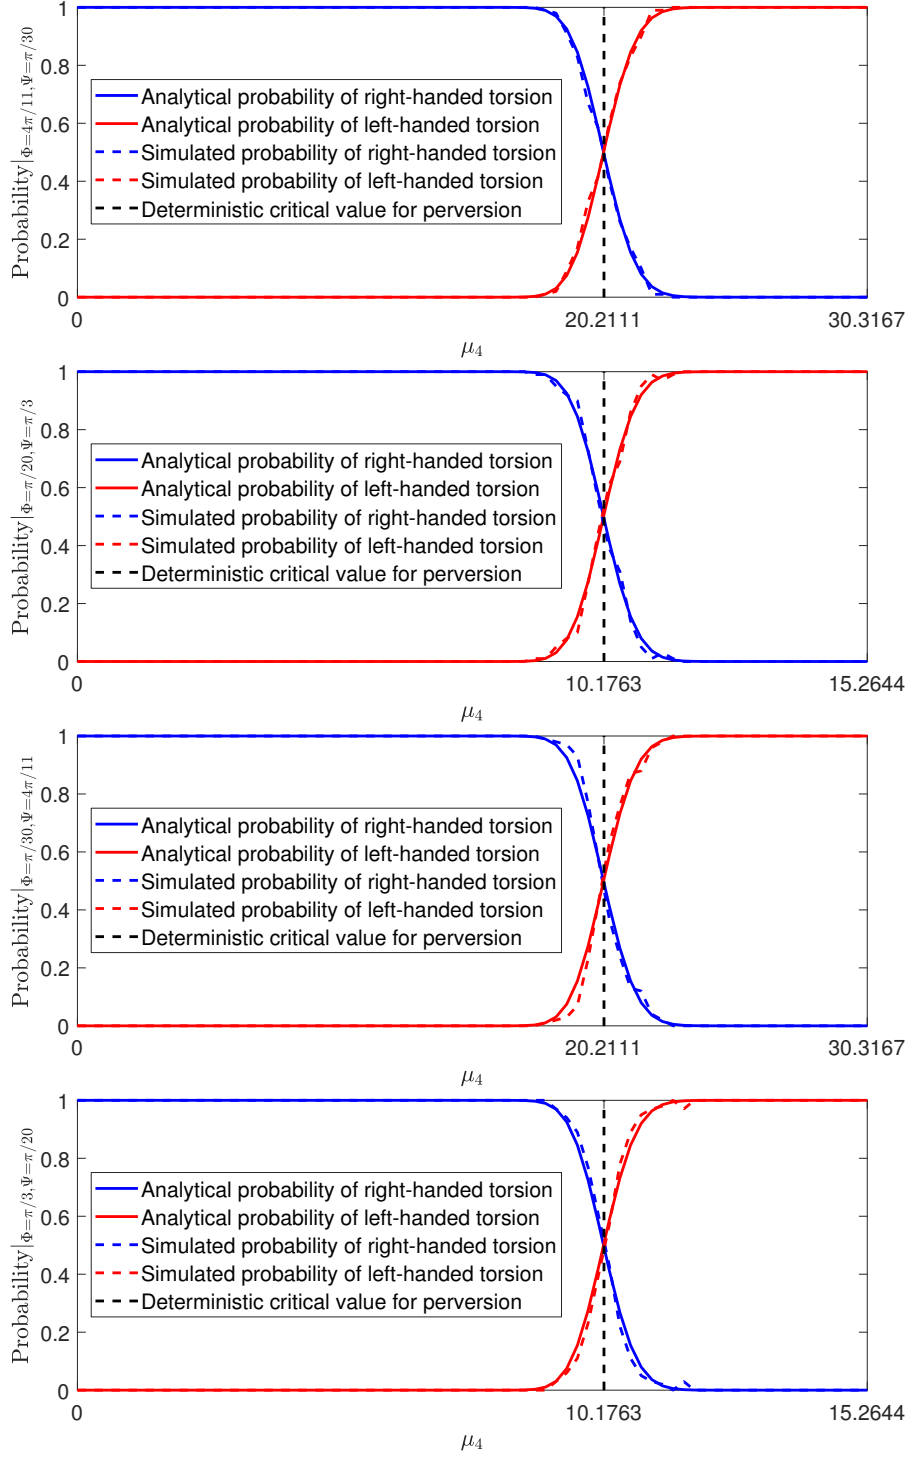 Probability|Φ=4π/11,Ψ=π/30
1
0.8
0.6
0.4
0.2
0
Analytical probability of right-handed torsion
Analytical probability of left-handed torsion
Simulated probability of right-handed torsion
Simulated probability of left-handed torsion
Deterministic critical value for perversion
0 20.2111 30.3167
μ4
Probability|Φ=π/20,Ψ=π/3
1
0.8
0.6
0.4
0.2
0
Analytical probability of right-handed torsion
Analytical probability of left-handed torsion
Simulated probability of right-handed torsion
Simulated probability of left-handed torsion
Deterministic critical value for perversion
0 10.1763 15.2644
μ4
Probability|Φ=π/30,Ψ=4π/11
1
0.8
0.6
0.4
0.2
0
Analytical probability of right-handed torsion
Analytical probability of left-handed torsion
Simulated probability of right-handed torsion
Simulated probability of left-handed torsion
Deterministic critical value for perversion
0 20.2111 30.3167
μ4
Probability|Φ=π/3,Ψ=π/20
1
0.8
0.6
0.4
0.2
0
Analytical probability of right-handed torsion
Analytical probability of left-handed torsion
Simulated probability of right-handed torsion
Simulated probability of left-handed torsion
Deterministic critical value for perversion
0 10.1763 15.2644
μ4